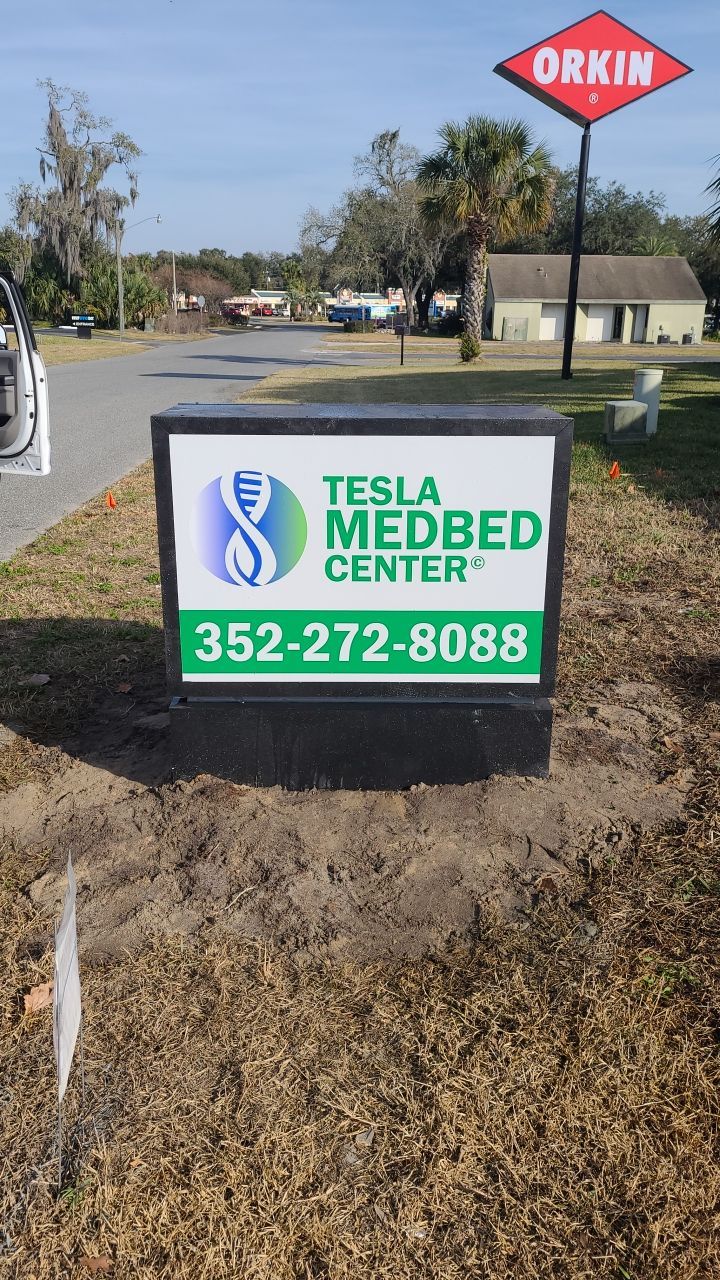 ORKIN
®
TESLA
MEDBED
CENTER©
352-272-8088